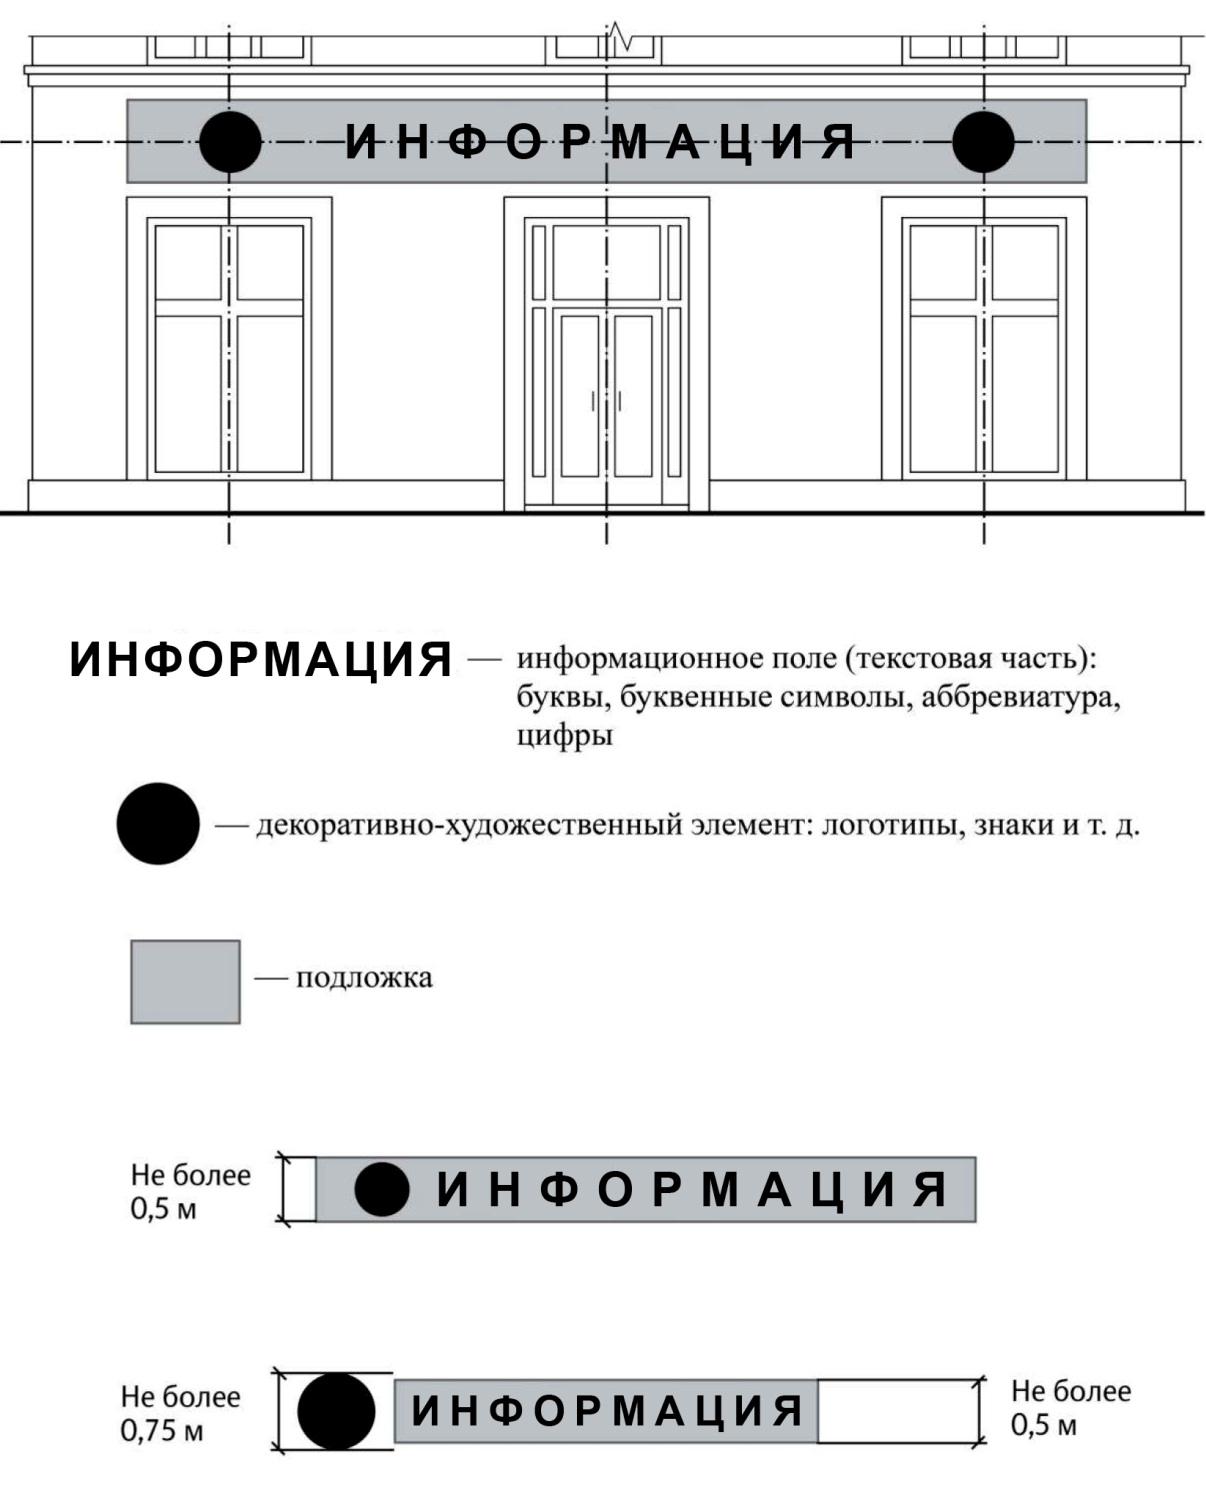 ИНФОРМАЦИЯ
ИНФОРМАЦИЯ — информационное поле (текстовая часть):
буквы, буквенные символы, аббревиатура,
цифры
— декоративно-художественный элемент: логотипы, знаки и т. д.
— подложка
Не более
0,5 м
ИНФОРМАЦИЯ
Не более
0,75 м
ИНФОРМАЦИЯ
Не более
0,5 м